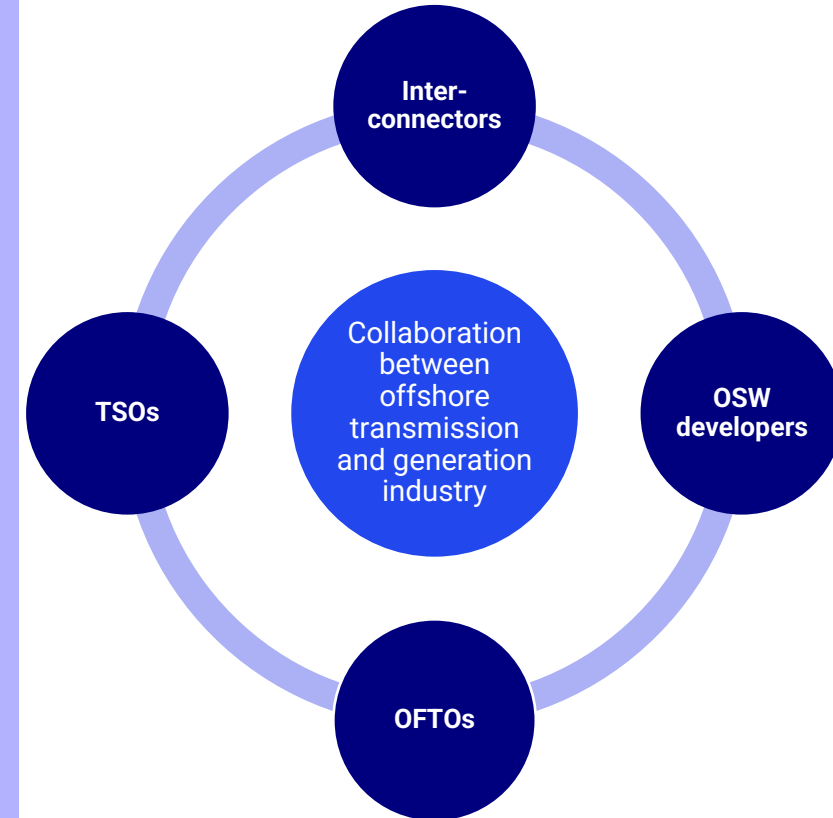 Inter-
connectors
Collaboration
between
offshore
transmission
and generation
industry
TSOs
OSW
developers
OFTOs